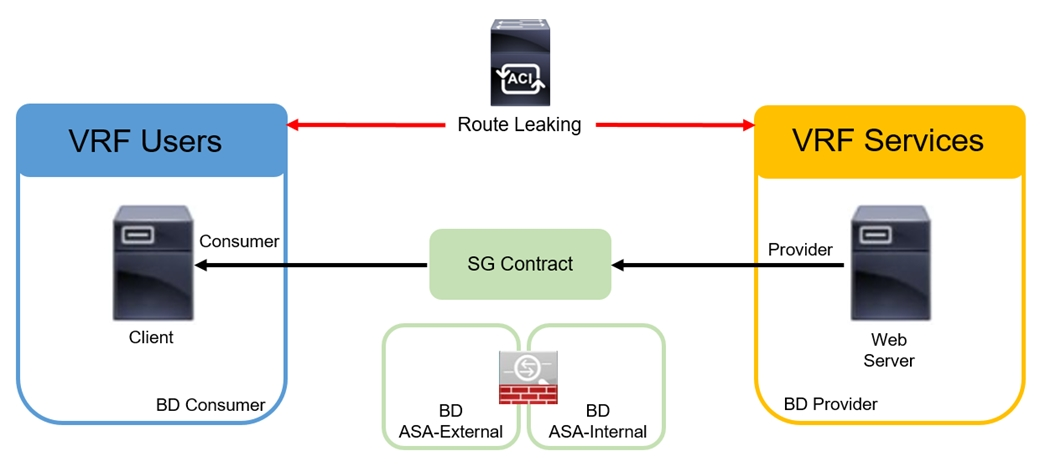 ACI
Route Leaking
VRF Users
VRF Services
Consumer
SG Contract
Provider
Client
Web
Server
BD Consumer
BD
ASA-External
BD
ASA-Internal
BD Provider